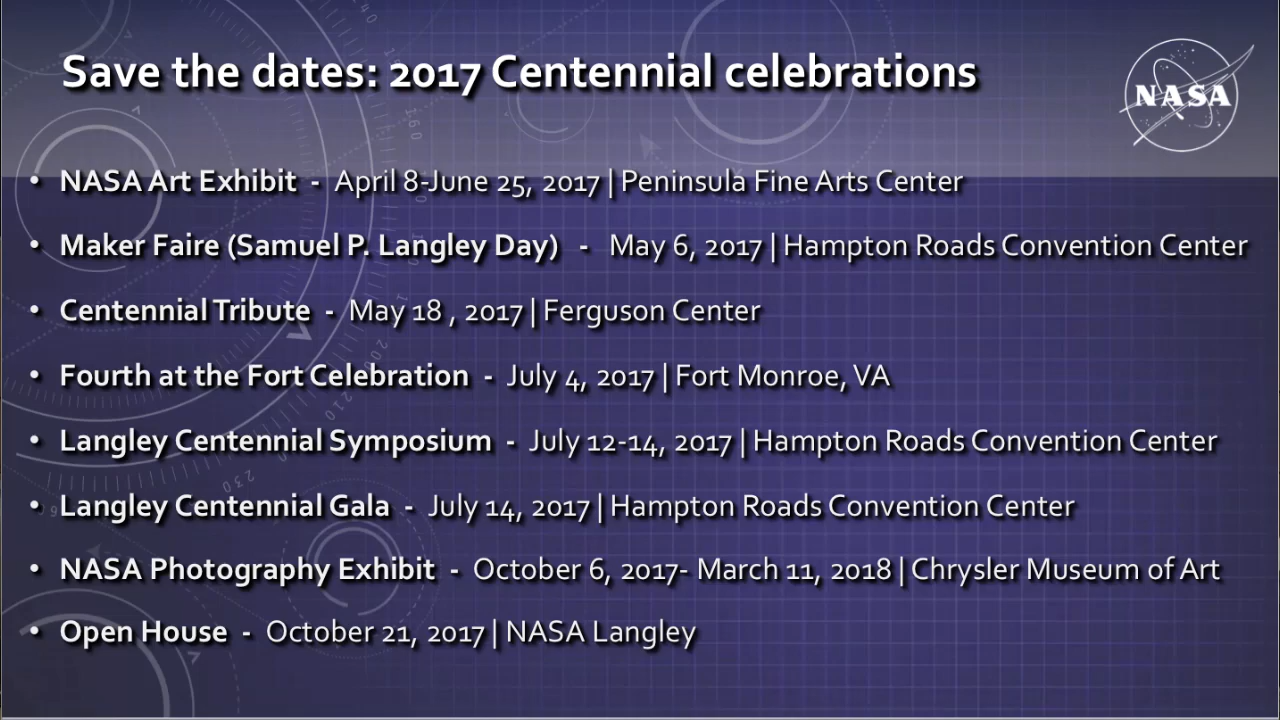 Save the dates: 2017 Centennial celebrations
NASA
• NASA Art Exhibit - April 8-June 25, 2017 | Peninsula Fine Arts Center
• Maker Faire (Samuel P. Langley Day) - May 6, 2017 | Hampton Roads Convention Center
• Centennial Tribute - May 18 , 2017 | Ferguson Center
• Fourth at the Fort Celebration - July 4, 2017 | Fort Monroe, VA
• Langley Centennial Symposium - July 12-14, 2017 | Hampton Roads Convention Center
• Langley Centennial Gala - July 14, 2017 | Hampton Roads Convention Center
• NASA Photography Exhibit - October 6, 2017- March 11, 2018 | Chrysler Museum of Art
• Open House - October 21, 2017 | NASA Langley
160
200
210
230